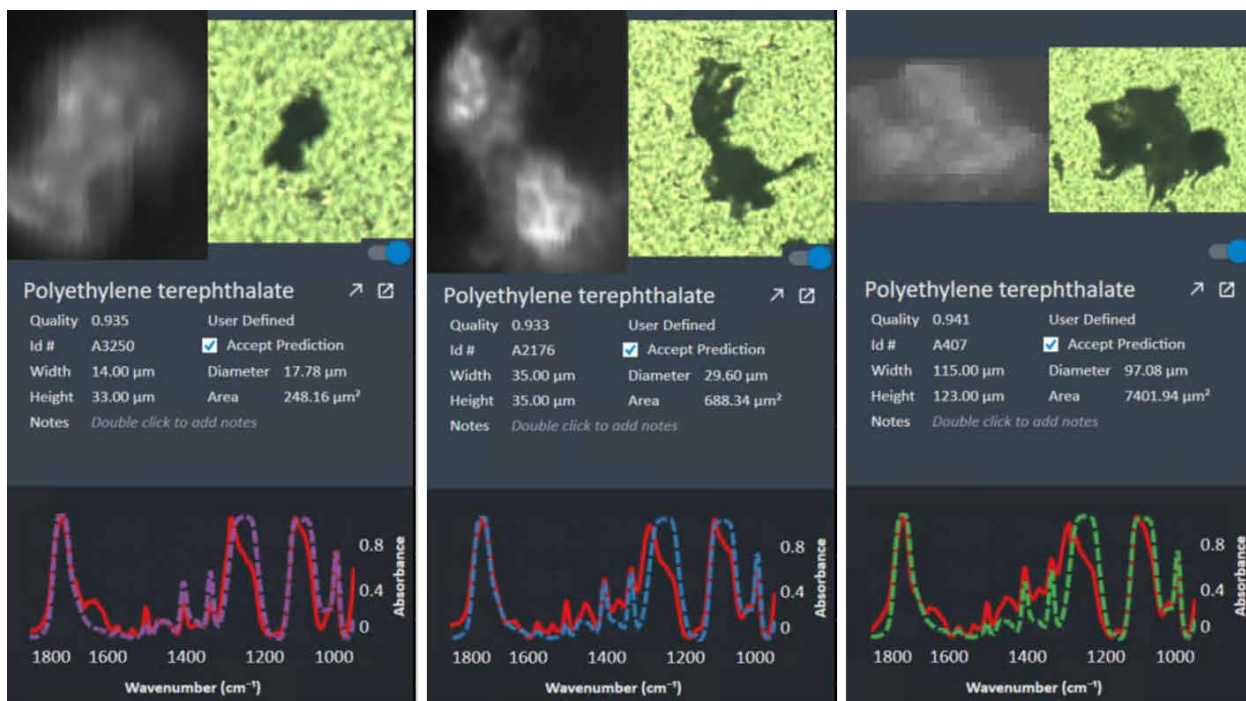 Polyethylene terephthalate
Quality 0.935 User Defined
Id # A3250 Accept Prediction
Width 14.00 μm Diameter 17.78 μm
Height 33.00 μm Area 248.16 μm²
Notes Double click to add notes
0.8
0.4
0
Absorbance
1800 1600 1400 1200 1000
Wavenumber (cm⁻¹)
Polyethylene terephthalate
Quality 0.933 User Defined
Id # A2176 Accept Prediction
Width 35.00 μm Diameter 29.60 μm
Height 35.00 μm Area 688.34 μm²
Notes Double click to add notes
0.8
0.4
0
Absorbance
1800 1600 1400 1200 1000
Wavenumber (cm⁻¹)
Polyethylene terephthalate
Quality 0.941 User Defined
Id # A407 Accept Prediction
Width 115.00 μm Diameter 97.08 μm
Height 123.00 μm Area 7401.94 μm²
Notes Double click to add notes
0.8
0.4
0
Absorbance
1800 1600 1400 1200 1000
Wavenumber (cm⁻¹)